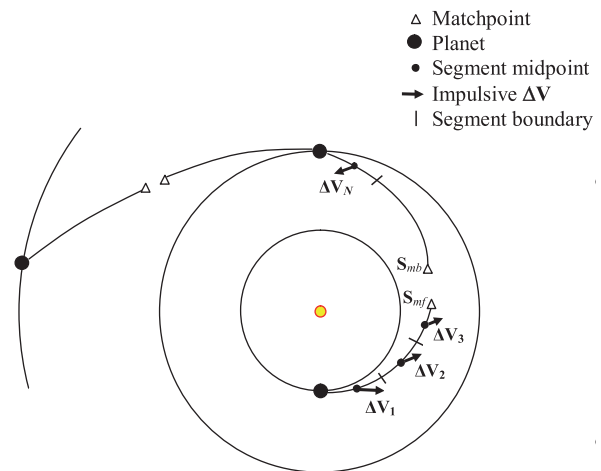 Matchpoint
Planet
Segment midpoint
Impulsive ΔV
Segment boundary
ΔV_N
S_mb
S_mf
ΔV_3
ΔV_2
ΔV_1